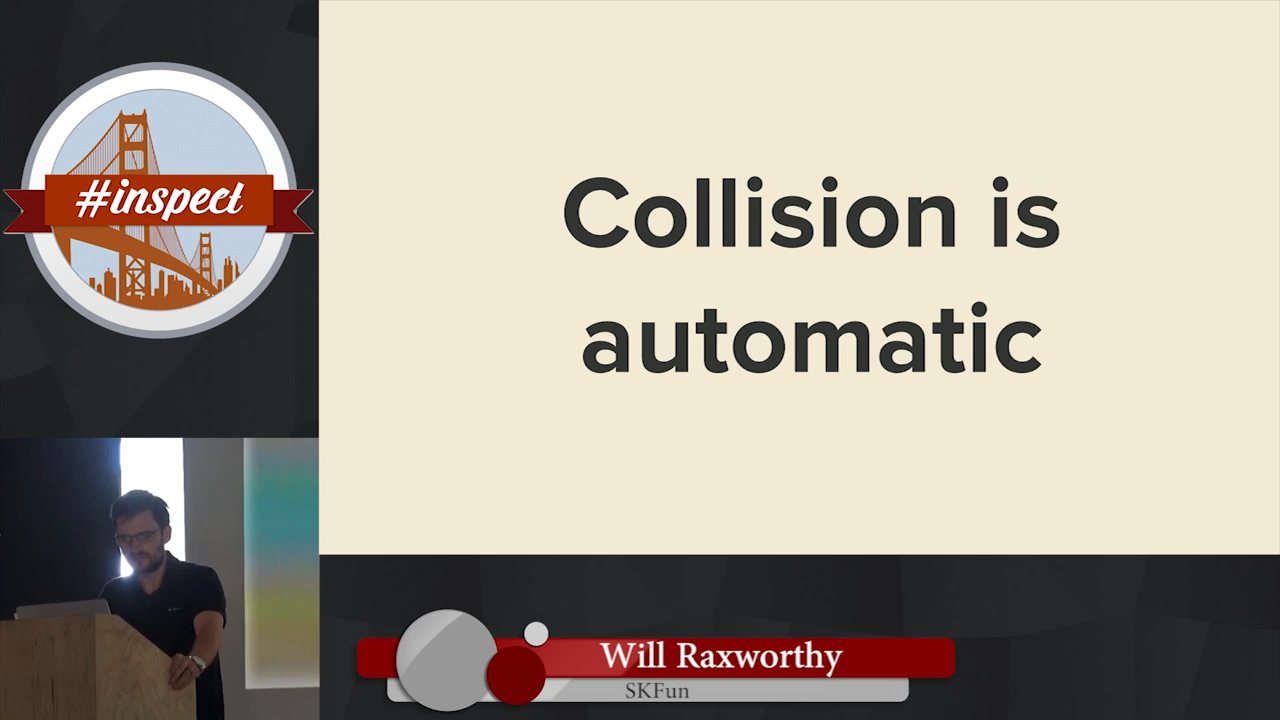 #inspect
Collision is
automatic
Will Raxworthy
SKFun